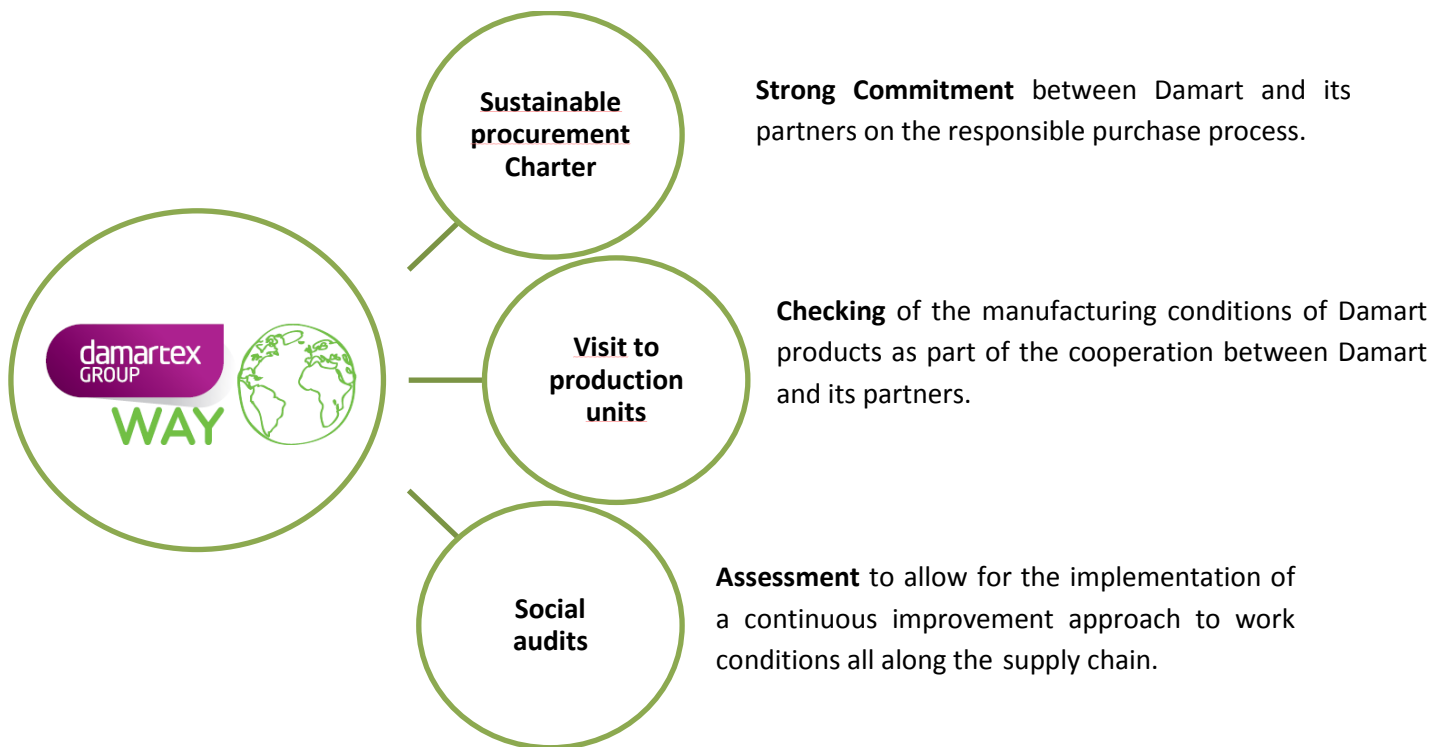 Sustainable
procurement
Charter
Strong Commitment between Damart and its
partners on the responsible purchase process.
damartex
GROUP
WAY
Visit to
production
units
Checking of the manufacturing conditions of Damart
products as part of the cooperation between Damart
and its partners.
Social
audits
Assessment to allow for the implementation of
a continuous improvement approach to work
conditions all along the supply chain.